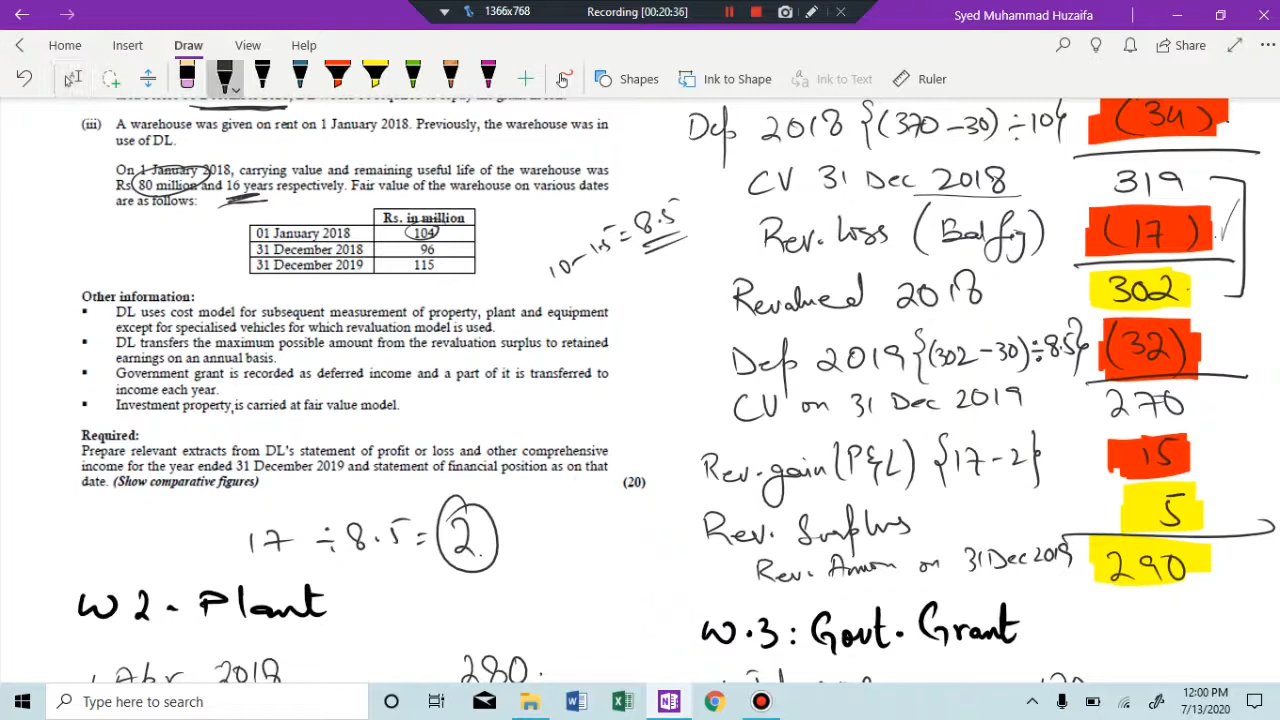 1366x768
Recording [00:20:36]
Syed Muhammad Huzaifa
Home Insert Draw View
Share
Shapes
Ink to Shape
Ink to Text
Ruler
(iii) A warehouse was given on rent on 1 January 2018. Previously, the warehouse was in
use of DL.
On 1 January 2018, carrying value and remaining useful life of the warehouse was
Rs. 80 million and 16 years respectively. Fair value of the warehouse on various dates
are as follows:
Rs. in million
01 January 2018 104
31 December 2018 96
31 December 2019 115
10-1.5=8.5
Other information:
▪ DL uses cost model for subsequent measurement of property, plant and equipment
except for specialised vehicles for which revaluation model is used.
▪ DL transfers the maximum possible amount from the revaluation surplus to retained
earnings on an annual basis.
▪ Government grant is recorded as deferred income and a part of it is transferred to
income each year.
▪ Investment property is carried at fair value model.
Required:
Prepare relevant extracts from DL's statement of profit or loss and other comprehensive
income for the year ended 31 December 2019 and statement of financial position as on that
date. (Show comparative figures) (20)
17 ÷ 8.5 = 2
W 2 - Plant
280
Dep 2018 {(370-30)÷10} (34)
CV 31 Dec 2018 319
Rev. Loss (Bal fig) (17)
Revalued 2018 302
Dep 2019 {(302-30)÷8.5} (32)
CV on 31 Dec 2019 270
Rev. gain (P&L) {17-2} 15
Rev. Surplus 5
Rev. Amon on 31 Dec 2019 290
W.3: Govt. Grant
Type here to search
12:00 PM
7/13/2020